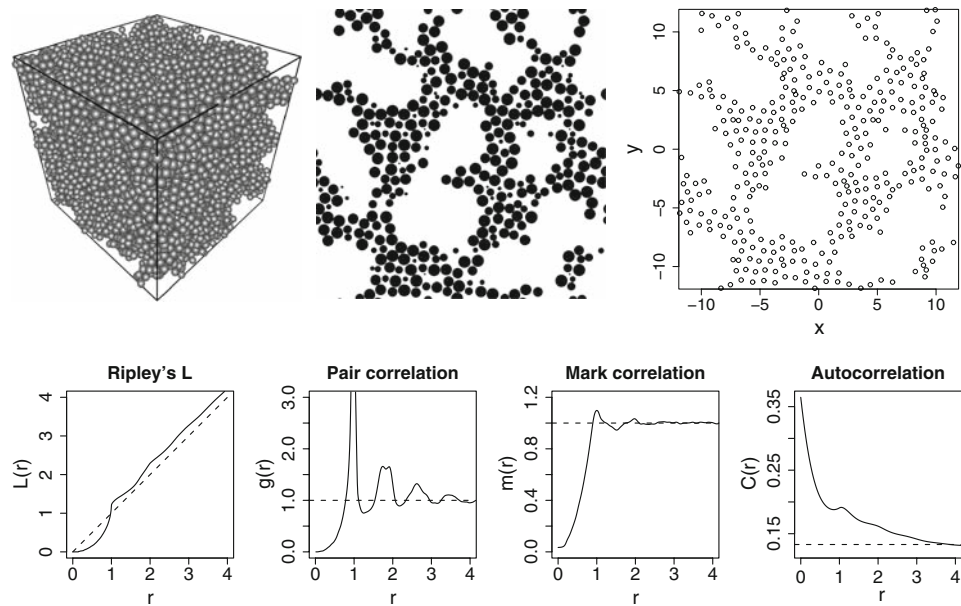 10
5
0
−5
−10
y
−10 −5 0 5 10
x
Ripley's L
4
3
2
1
0
L(r)
0 1 2 3 4
r
Pair correlation
3.0
2.0
1.0
0.0
g(r)
0 1 2 3 4
r
Mark correlation
1.2
0.8
0.4
0.0
m(r)
0 1 2 3 4
r
Autocorrelation
0.35
0.25
0.15
C(r)
0 1 2 3 4
r